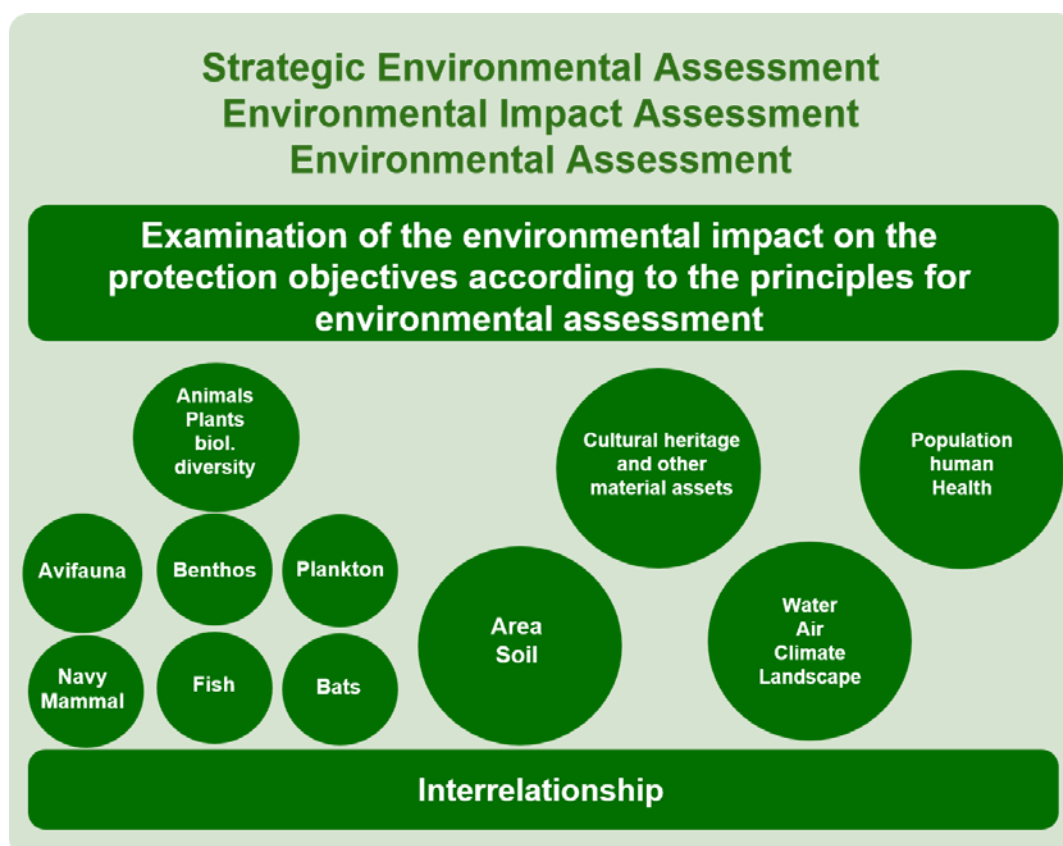 Strategic Environmental Assessment
Environmental Impact Assessment
Environmental Assessment
Examination of the environmental impact on the
protection objectives according to the principles for
environmental assessment
Animals
Plants
biol.
diversity
Cultural heritage
and other
material assets
Population
human
Health
Avifauna
Benthos
Plankton
Area
Soil
Water
Air
Climate
Landscape
Navy
Mammal
Fish
Bats
Interrelationship